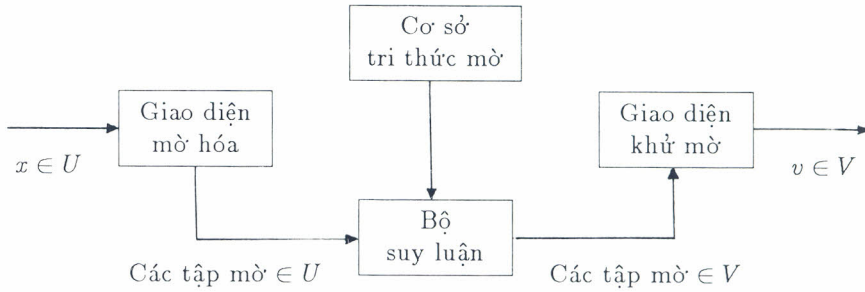 Cơ sở
tri thức mờ
Giao diện
mờ hóa
Giao diện
khử mờ
x ∈ U
v ∈ V
Bộ
suy luận
Các tập mờ ∈ U
Các tập mờ ∈ V